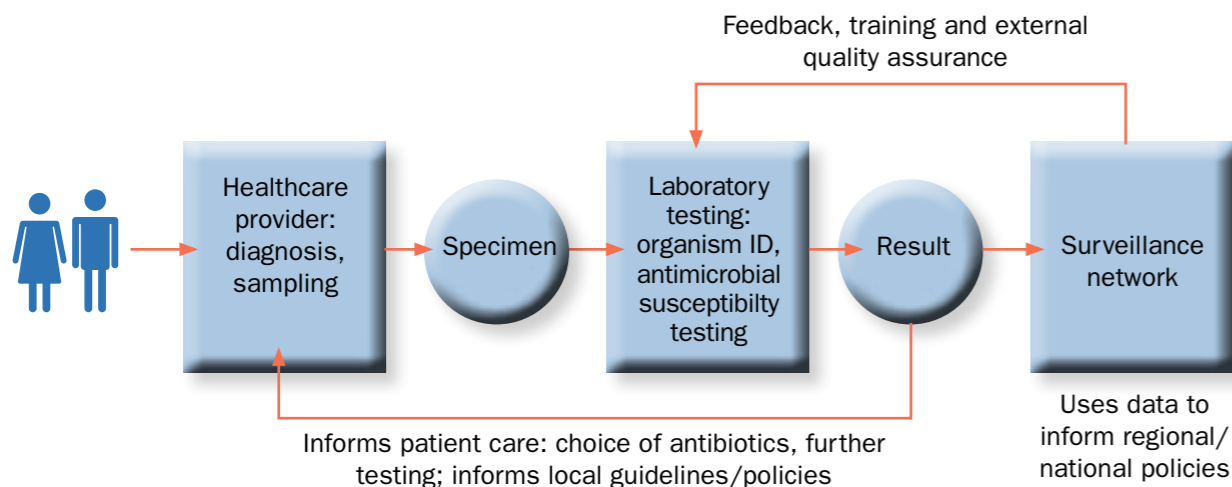 Feedback, training and external
quality assurance
Healthcare
provider:
diagnosis,
sampling
Specimen
Laboratory
testing:
organism ID,
antimicrobial
susceptibilty
testing
Result
Surveillance
network
Informs patient care: choice of antibiotics, further
testing; informs local guidelines/policies
Uses data to
inform regional/
national policies